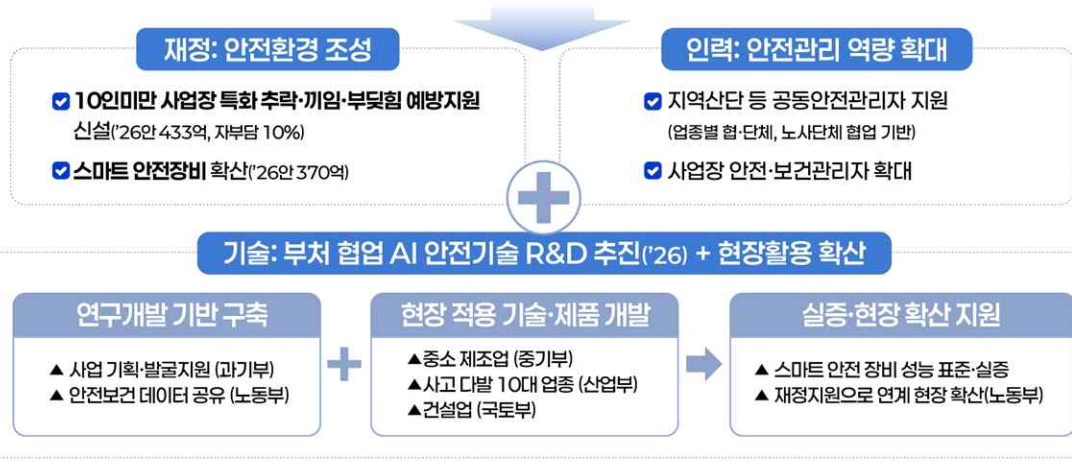 재정: 안전환경 조성
10인미만 사업장 특화 추락·끼임·부딪힘 예방지원
신설('26안 433억, 자부담 10%)
스마트 안전장비 확산('26안 370억)
인력: 안전관리 역량 확대
지역산단 등 공동안전관리자 지원
(업종별 협·단체, 노사단체 협업 기반)
사업장 안전·보건관리자 확대
기술: 부처 협업 AI 안전기술 R&D 추진('26) + 현장활용 확산
연구개발 기반 구축
▲ 사업 기획·발굴지원 (과기부)
▲ 안전보건 데이터 공유 (노동부)
현장 적용 기술·제품 개발
▲중소 제조업 (중기부)
▲사고 다발 10대 업종 (산업부)
▲건설업 (국토부)
실증·현장 확산 지원
▲ 스마트 안전 장비 성능 표준·실증
▲ 재정지원으로 연계 현장 확산(노동부)